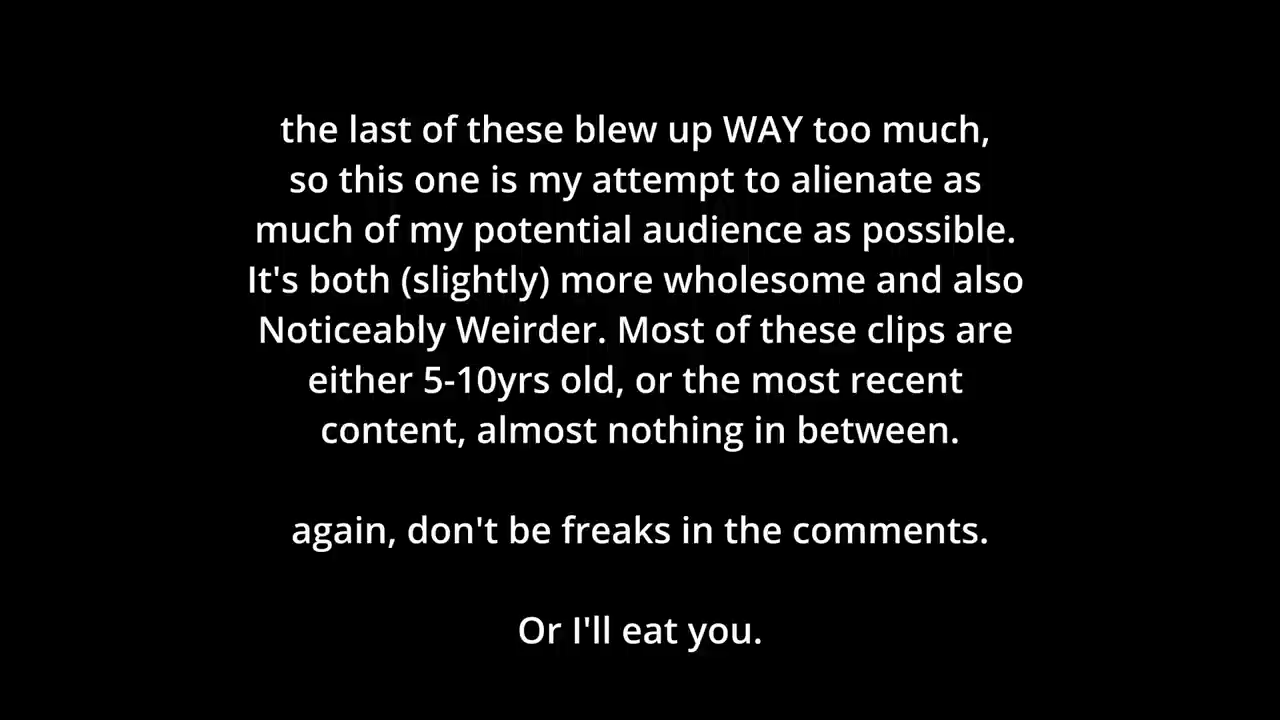 the last of these blew up WAY too much,
so this one is my attempt to alienate as
much of my potential audience as possible.
It's both (slightly) more wholesome and also
Noticeably Weirder. Most of these clips are
either 5-10yrs old, or the most recent
content, almost nothing in between.
again, don't be freaks in the comments.
Or I'll eat you.